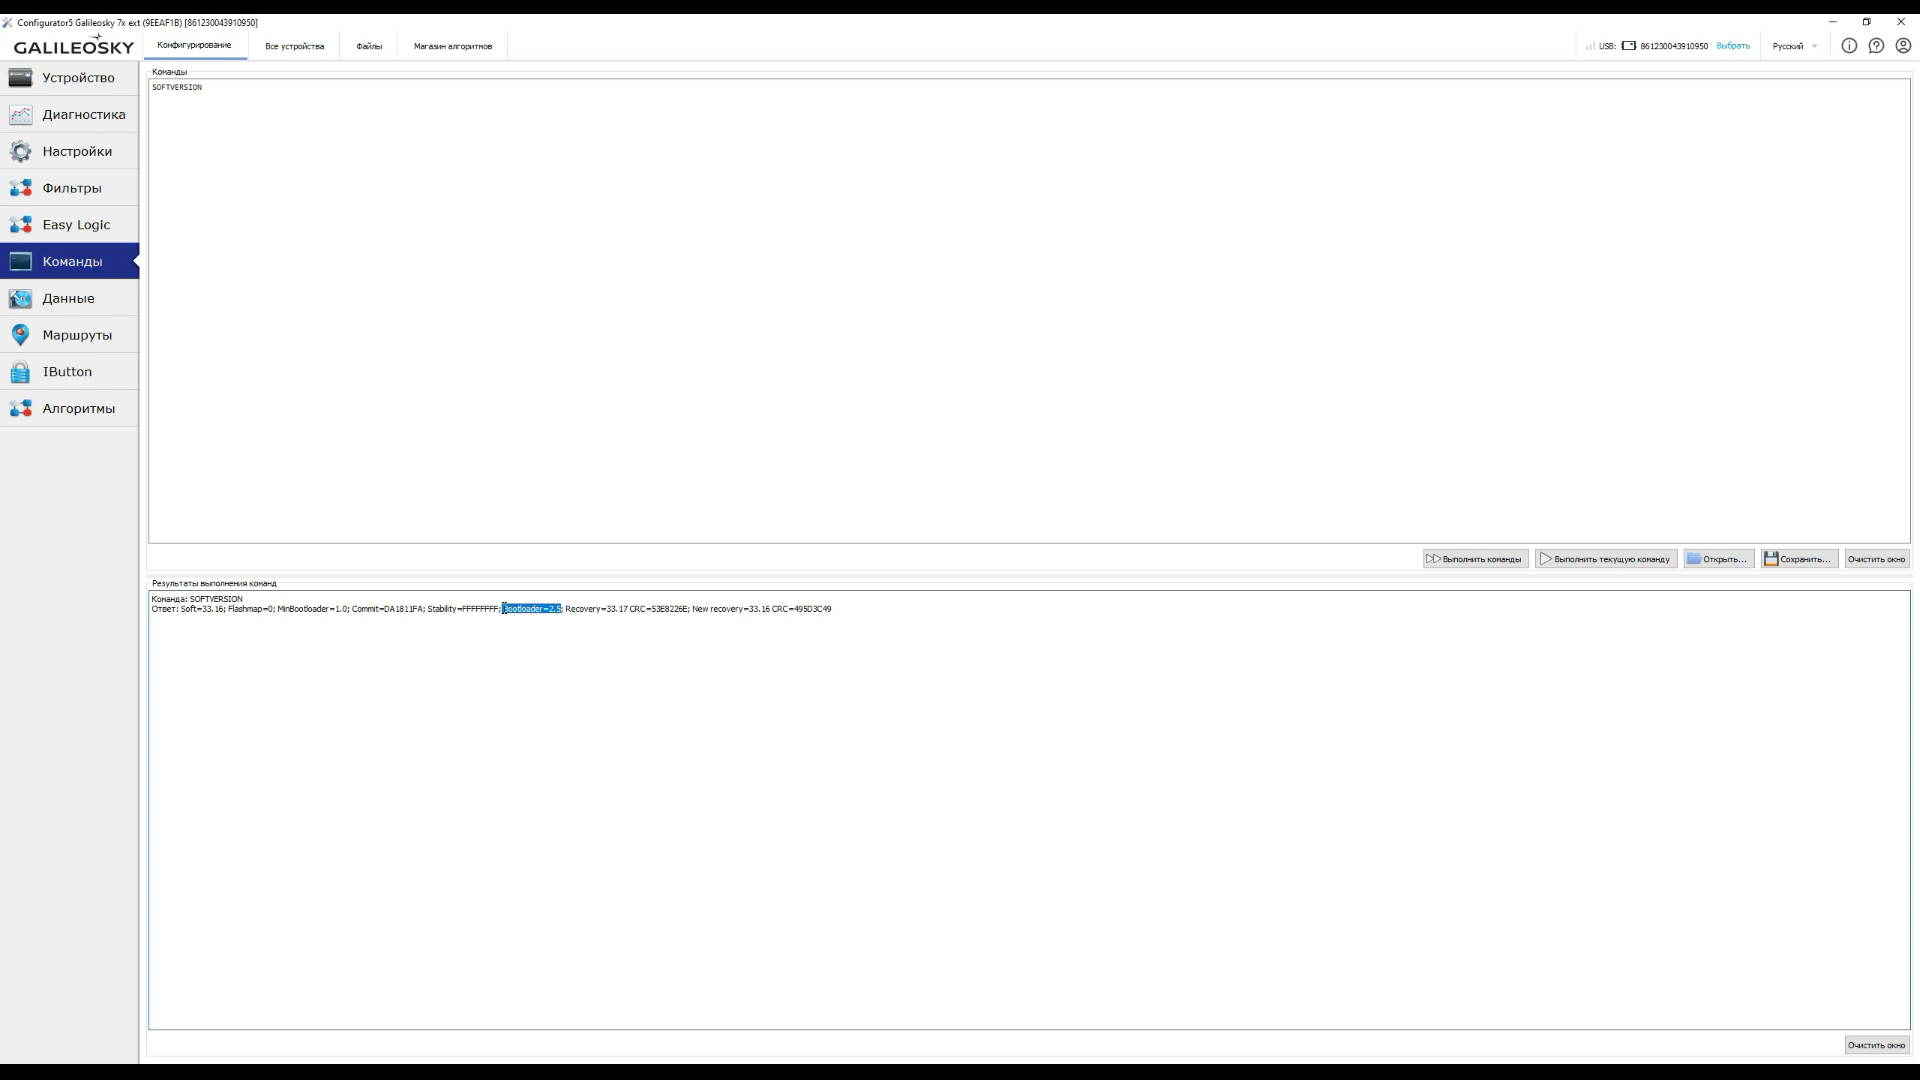 Configurator5 Galileosky 7x ext (9EEAF1B) [861230043910950]
GALILEOSKY
Конфигурирование
Все устройства
Файлы
Магазин алгоритмов
USB: 861230043910950 Выбрать
Русский
Устройство
Диагностика
Настройки
Фильтры
Easy Logic
Команды
Данные
Маршруты
IButton
Алгоритмы
Команды
SOFTVERSION
Выполнить команды
Выполнить текущую команду
Открыть...
Сохранить...
Очистить окно
Результаты выполнения команд
Команда: SOFTVERSION
Ответ: Soft=33.16; Flashmap=0; MinBootloader=1.0; Commit=DA1811FA; Stability=FFFFFFFF; Bootloader=2.5; Recovery=33.17 CRC=53E8226E; New recovery=33.16 CRC=495D3C49
Очистить окно